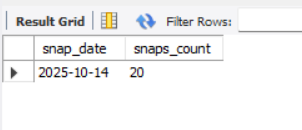 Result Grid Filter Rows:
snap_date snaps_count
2025-10-14 20